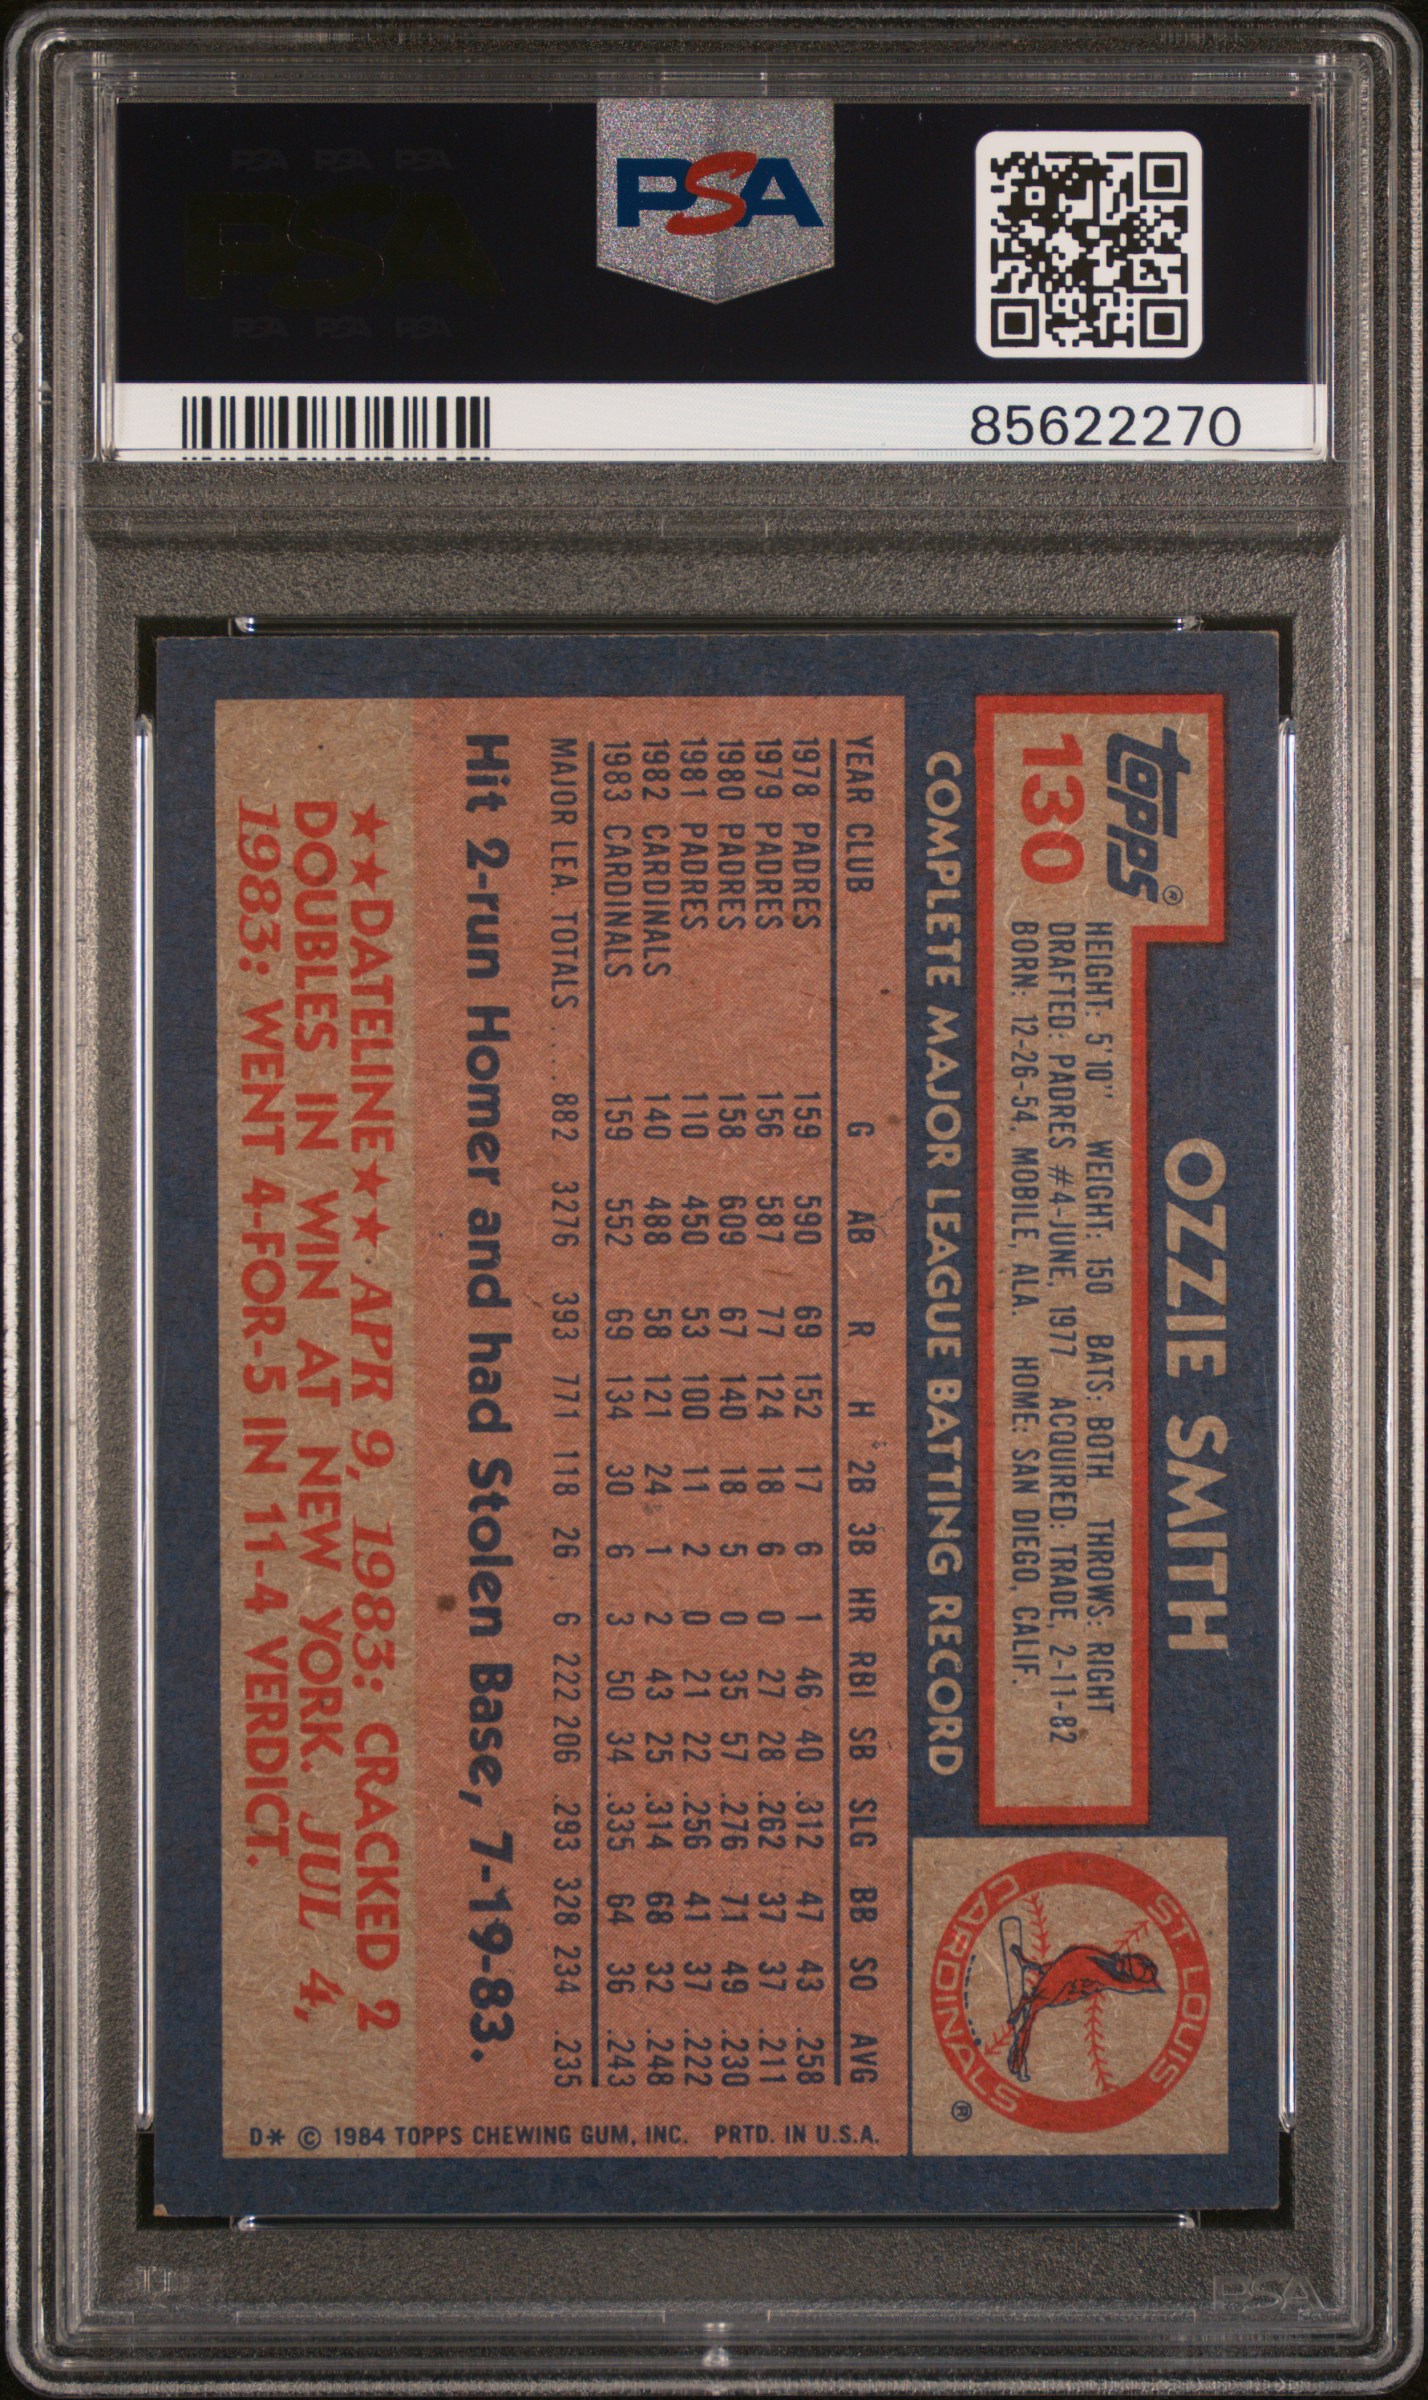 PSA PSA PSA
PSA
PSA PSA PSA
PSA
85622270
OZZIE SMITH
topps®
130
HEIGHT: 5'10" WEIGHT: 150 BATS: BOTH THROWS: RIGHT
DRAFTED: PADRES #4-JUNE, 1977 ACQUIRED: TRADE, 2-11-82
BORN: 12-26-54, MOBILE, ALA. HOME: SAN DIEGO, CALIF.
ST. LOUIS
CARDINALS
®
COMPLETE MAJOR LEAGUE BATTING RECORD
YEAR CLUB G AB R H 2B 3B HR RBI SB SLG BB SO AVG
1978 PADRES 159 590 69 152 17 6 1 46 40 .312 47 43 .258
1979 PADRES 156 587 77 124 18 6 0 27 28 .262 37 37 .211
1980 PADRES 158 609 67 140 18 5 0 35 57 .276 71 49 .230
1981 PADRES 110 450 53 100 11 2 0 21 22 .256 41 37 .222
1982 CARDINALS 140 488 58 121 24 1 2 43 25 .314 68 32 .248
1983 CARDINALS 159 552 69 134 30 6 3 50 34 .335 64 36 .243
MAJOR LEA. TOTALS .... 882 3276 393 771 118 26 6 222 206 .293 328 234 .235
Hit 2-run Homer and had Stolen Base, 7-19-83.
★★DATELINE★★ APR 9, 1983: CRACKED 2
DOUBLES IN WIN AT NEW YORK. JUL 4,
1983: WENT 4-FOR-5 IN 11-4 VERDICT.
D* © 1984 TOPPS CHEWING GUM, INC. PRTD. IN U.S.A.
PSA